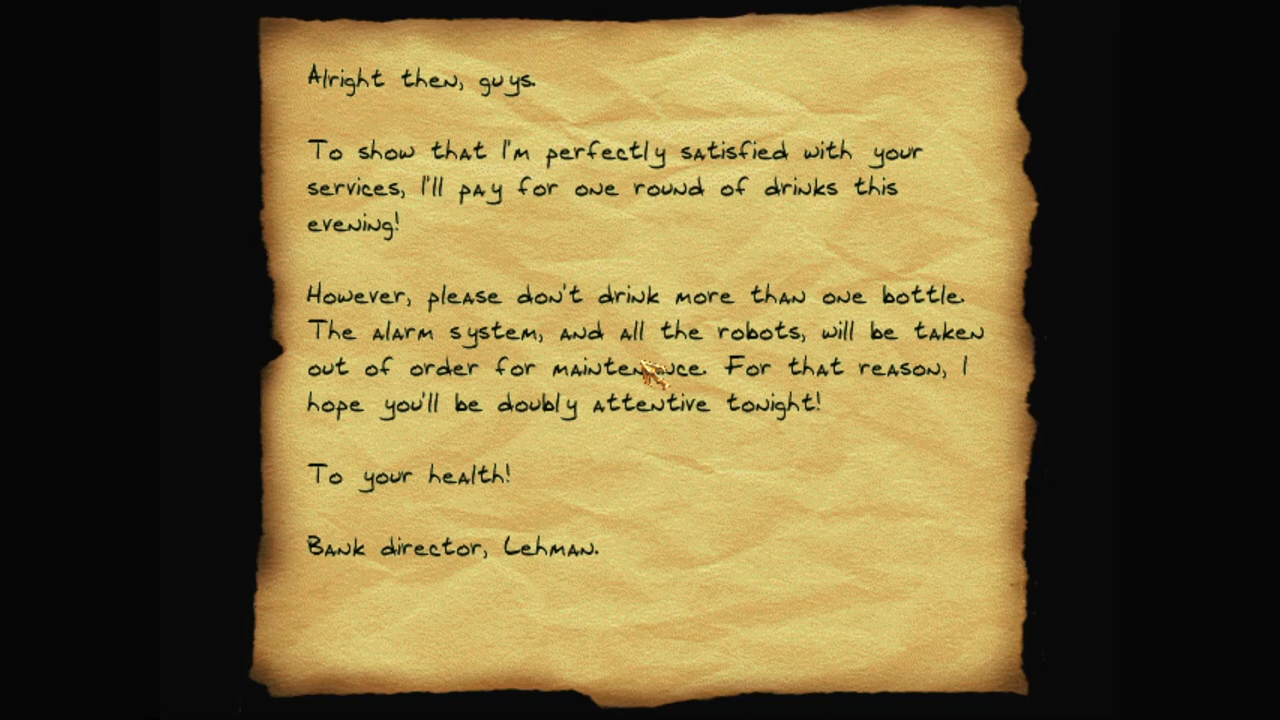 Alright then, guys.
To show that I'm perfectly satisfied with your
services, I'll pay for one round of drinks this
evening!
However, please don't drink more than one bottle.
The alarm system, and all the robots, will be taken
out of order for maintenance. For that reason, I
hope you'll be doubly attentive tonight!
To your health!
Bank director, Lehman.